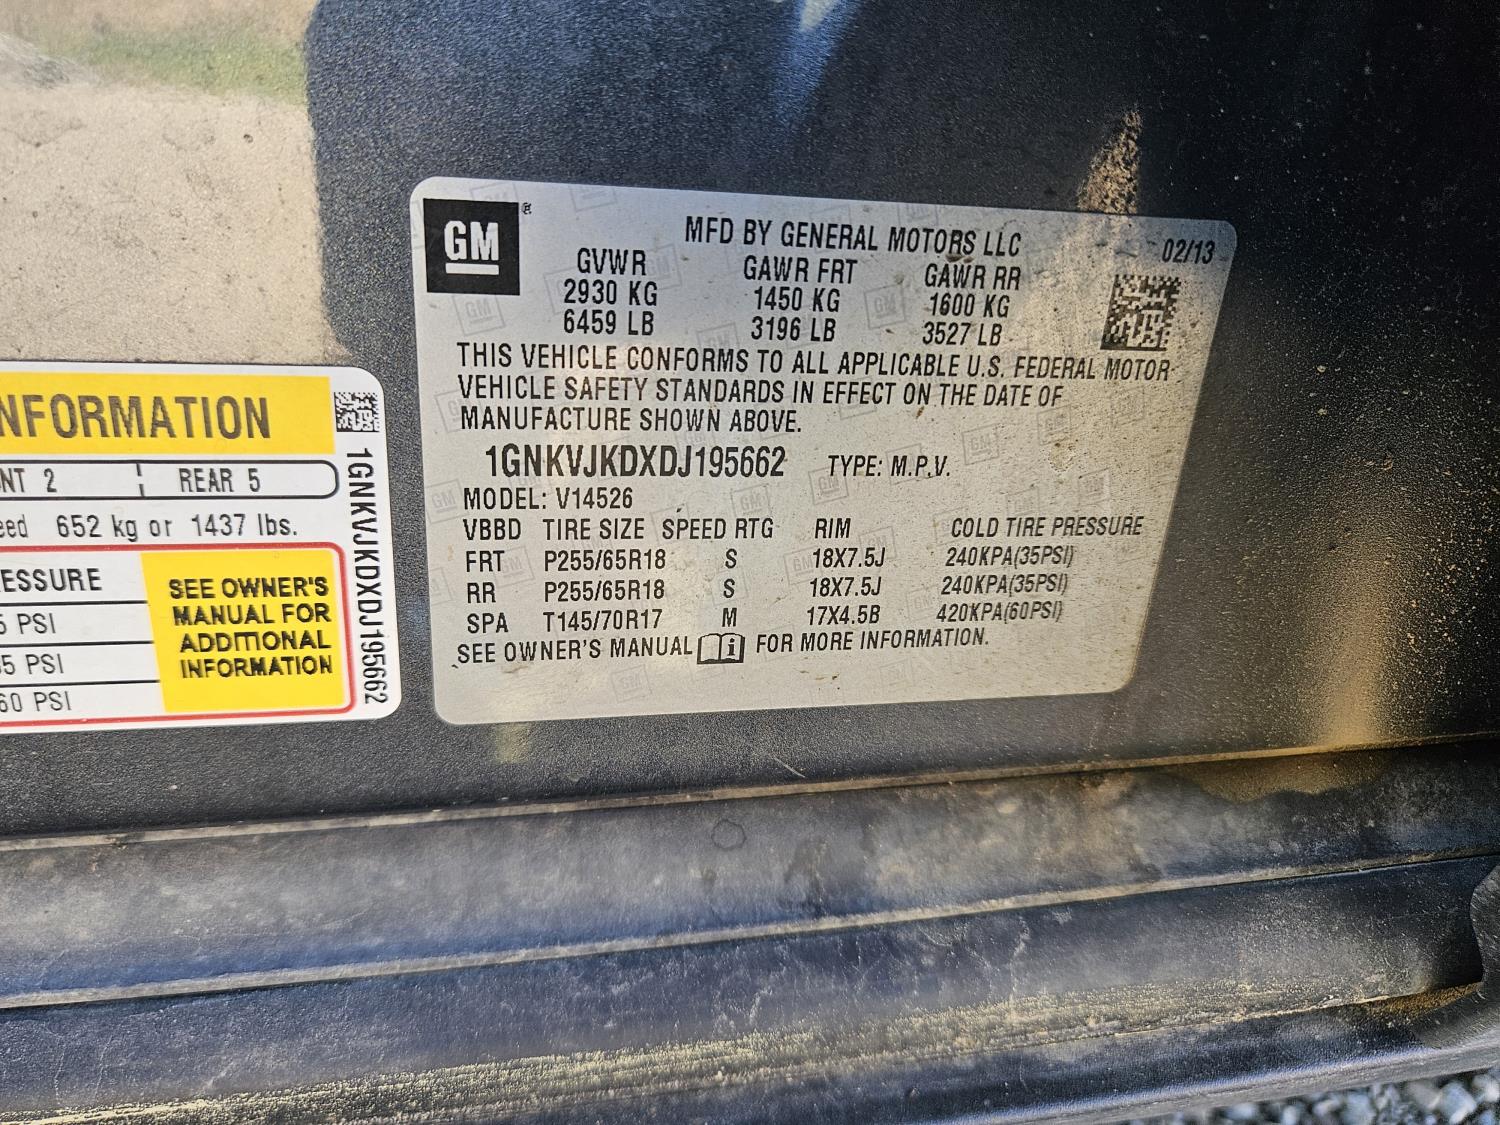 NFORMATION
NT 2 REAR 5
eed 652 kg or 1437 lbs.
ESSURE
5 PSI
35 PSI
60 PSI
SEE OWNER'S
MANUAL FOR
ADDITIONAL
INFORMATION
1GNKVJKDXDJ195662
GM®
MFD BY GENERAL MOTORS LLC 02/13
GVWR GAWR FRT GAWR RR
2930 KG 1450 KG 1600 KG
6459 LB 3196 LB 3527 LB
THIS VEHICLE CONFORMS TO ALL APPLICABLE U.S. FEDERAL MOTOR
VEHICLE SAFETY STANDARDS IN EFFECT ON THE DATE OF
MANUFACTURE SHOWN ABOVE.
1GNKVJKDXDJ195662 TYPE: M.P.V.
MODEL: V14526
VBBD TIRE SIZE SPEED RTG RIM COLD TIRE PRESSURE
FRT P255/65R18 S 18X7.5J 240KPA(35PSI)
RR P255/65R18 S 18X7.5J 240KPA(35PSI)
SPA T145/70R17 M 17X4.5B 420KPA(60PSI)
SEE OWNER'S MANUAL FOR MORE INFORMATION.